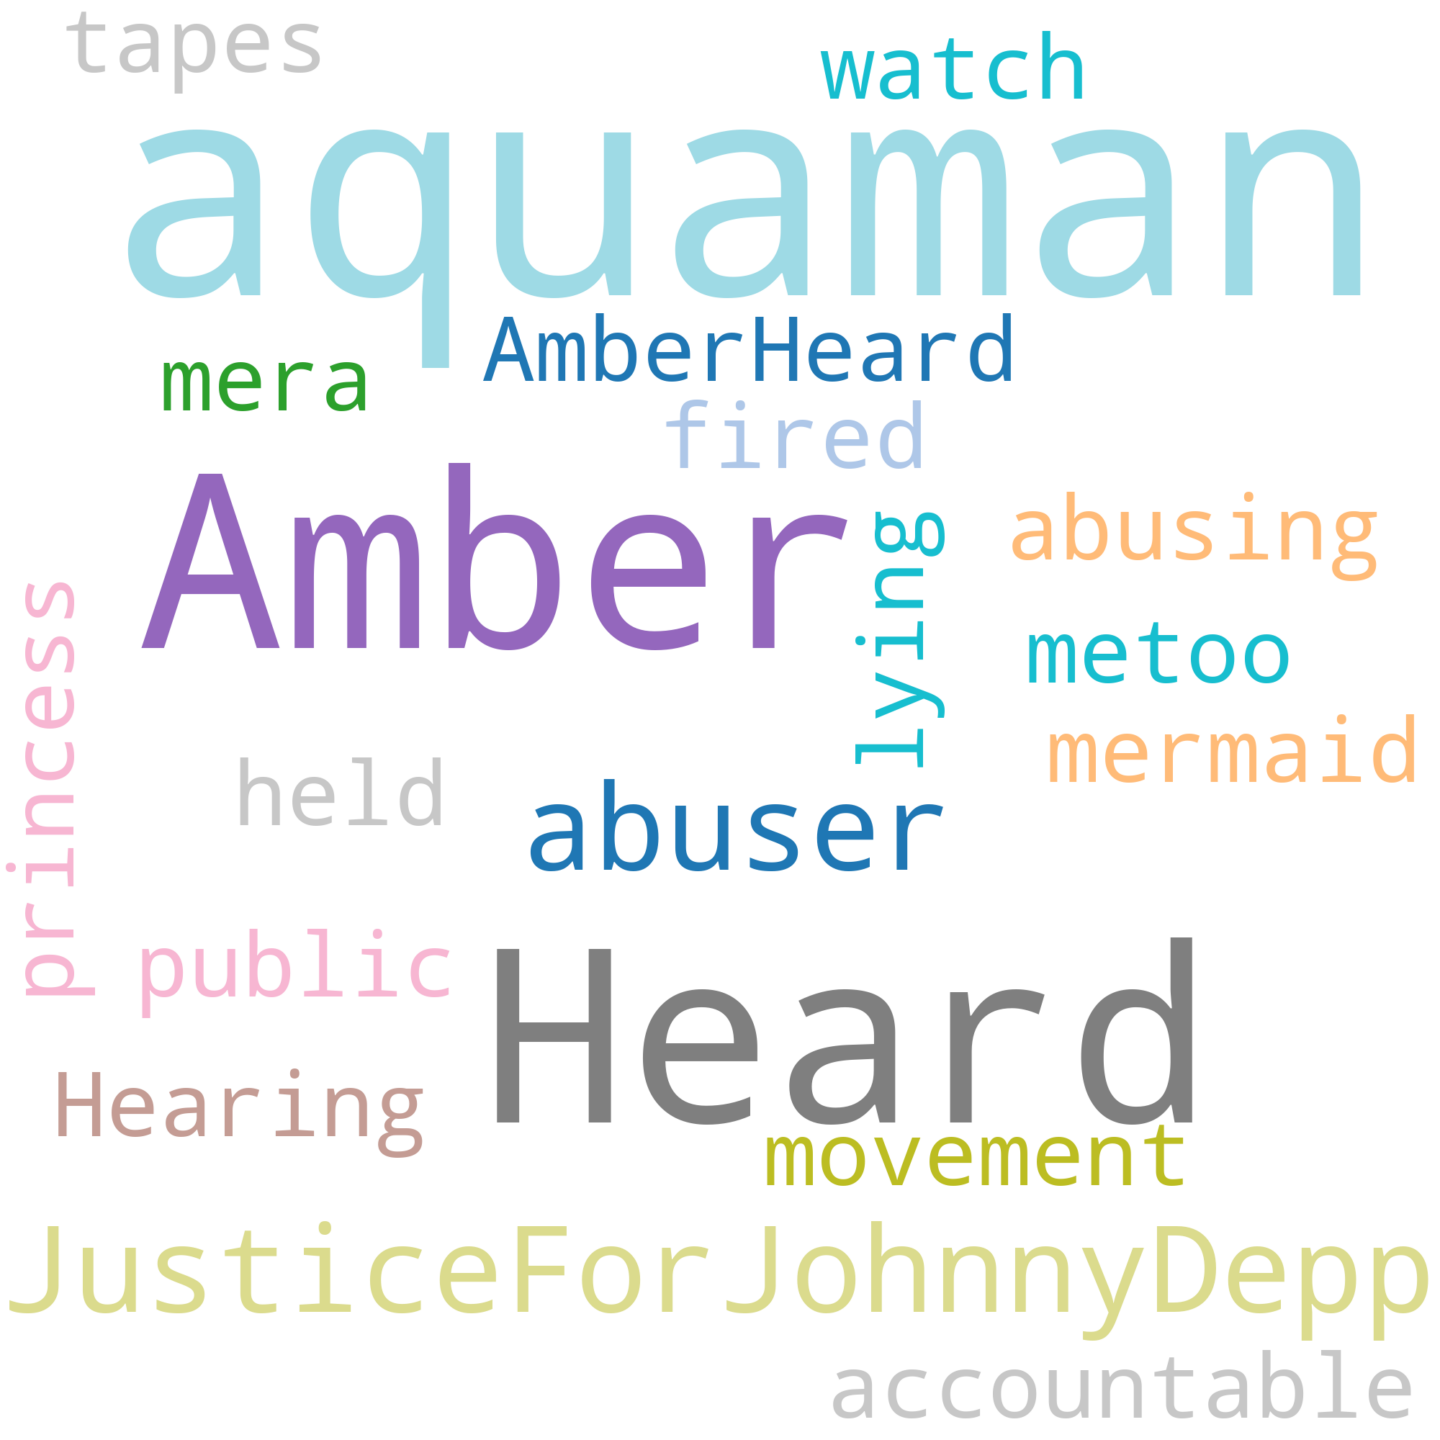 tapes
watch
aquaman
AmberHeard
mera
fired
Amber
lying
abusing
metoo
princess
mermaid
held
abuser
public
Heard
Hearing
movement
JusticeForJohnnyDepp
accountable